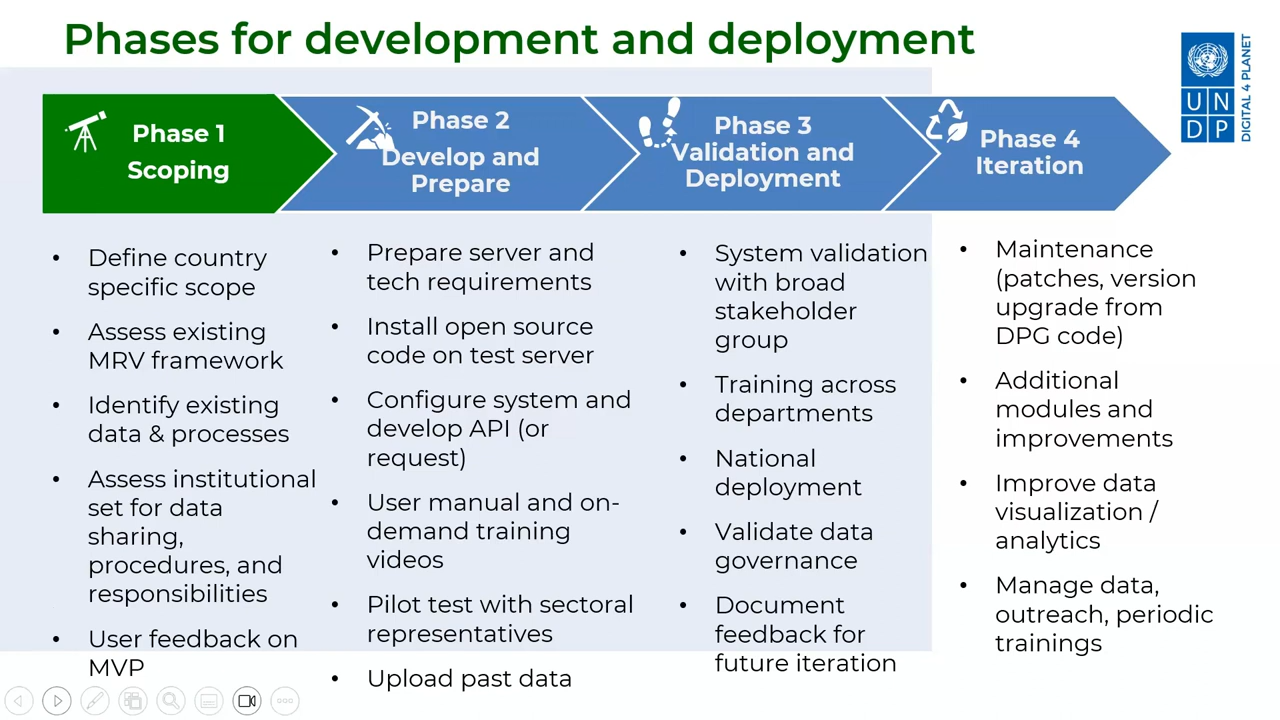 Phases for development and deployment
UN
DP
DIGITAL 4 PLANET
Phase 1
Scoping
Phase 2
Develop and
Prepare
Phase 3
Validation and
Deployment
Phase 4
Iteration
• Define country
specific scope
• Assess existing
MRV framework
• Identify existing
data & processes
• Assess institutional
set for data
sharing,
procedures, and
responsibilities
• User feedback on
MVP
• Prepare server and
tech requirements
• Install open source
code on test server
• Configure system and
develop API (or
request)
• User manual and on-
demand training
videos
• Pilot test with sectoral
representatives
• Upload past data
• System validation
with broad
stakeholder
group
• Training across
departments
• National
deployment
• Validate data
governance
• Document
feedback for
future iteration
• Maintenance
(patches, version
upgrade from
DPG code)
• Additional
modules and
improvements
• Improve data
visualization /
analytics
• Manage data,
outreach, periodic
trainings